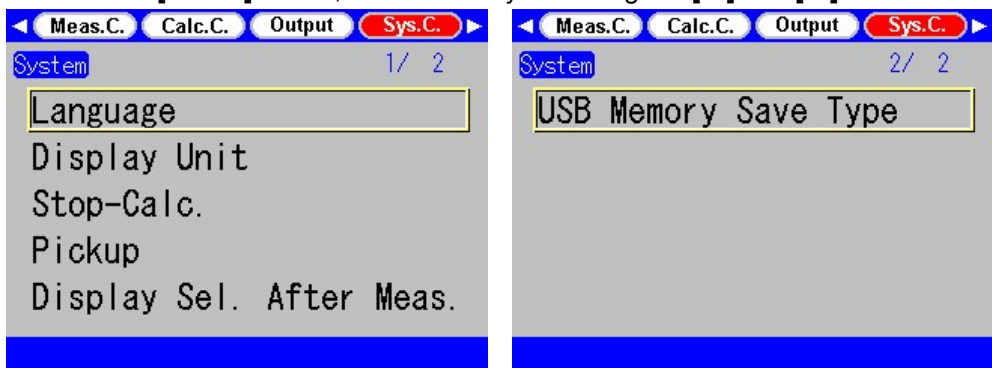 Meas.C. Calc.C. Output Sys.C.
System 1/ 2
Language
Display Unit
Stop-Calc.
Pickup
Display Sel. After Meas.
Meas.C. Calc.C. Output Sys.C.
System 2/ 2
USB Memory Save Type